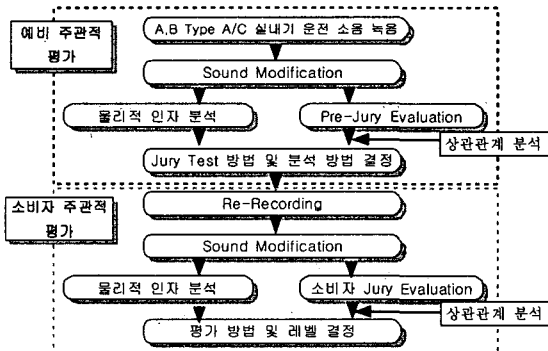 예비 주관적
평가
A,B Type A/C 실내기 운전 소음 녹음
Sound Modification
물리적 인자 분석
Pre-Jury Evaluation
상관관계 분석
Jury Test 방법 및 분석 방법 결정
소비자 주관적
평가
Re-Recording
Sound Modification
물리적 인자 분석
소비자 Jury Evaluation
상관관계 분석
평가 방법 및 레벨 결정